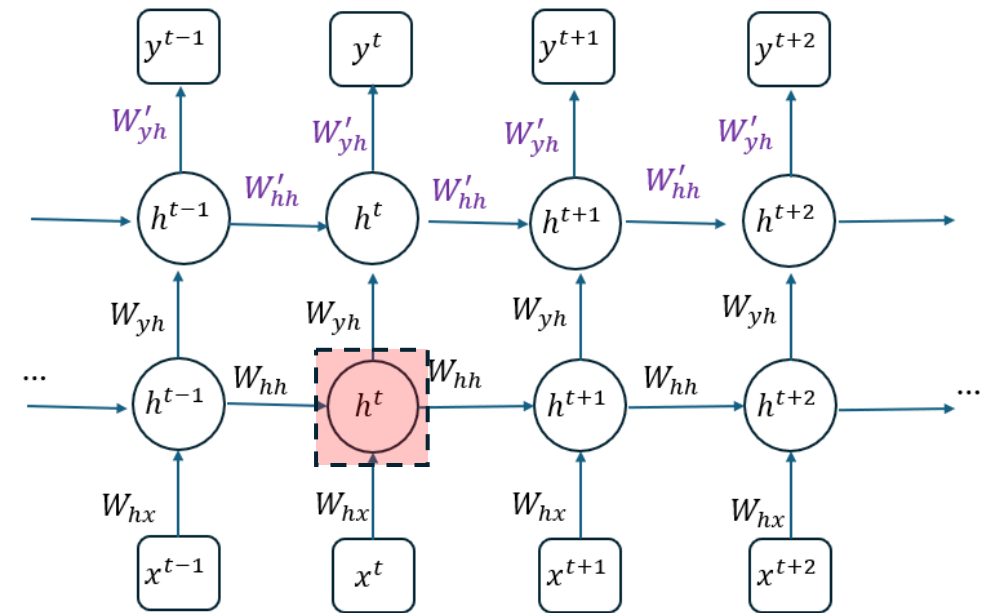 y^{t−1} y^{t} y^{t+1} y^{t+2}
W'_{yh} W'_{yh} W'_{yh} W'_{yh}
W'_{hh} W'_{hh} W'_{hh}
h^{t−1} h^{t} h^{t+1} h^{t+2}
W_{yh} W_{yh} W_{yh} W_{yh}
... W_{hh} W_{hh} W_{hh} ...
h^{t−1} h^{t} h^{t+1} h^{t+2}
W_{hx} W_{hx} W_{hx} W_{hx}
x^{t−1} x^{t} x^{t+1} x^{t+2}